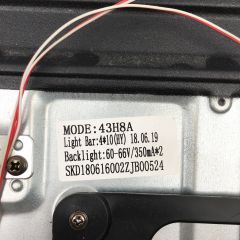 MODE:43H8A
Light Bar:4*10(HY) 18.06.19
Backlight:60-66V/350mA*2
SKD180616002ZJB00524